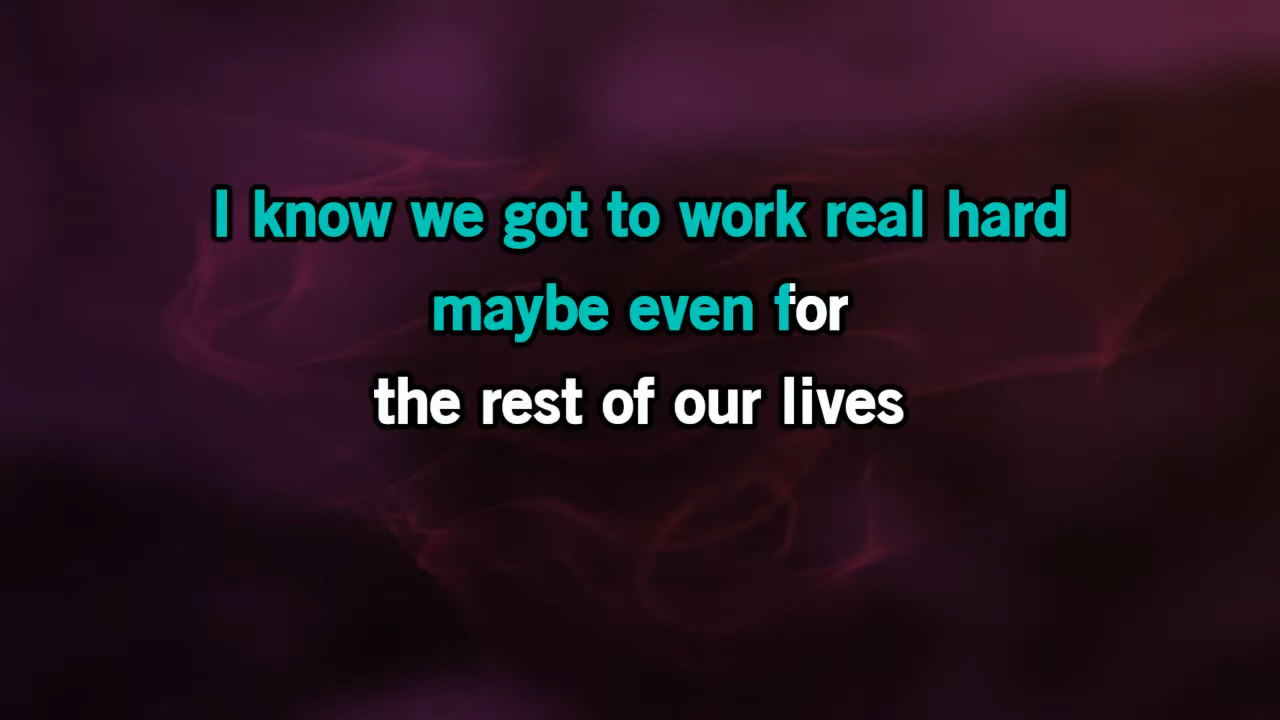 I know we got to work real hard
maybe even for
the rest of our lives